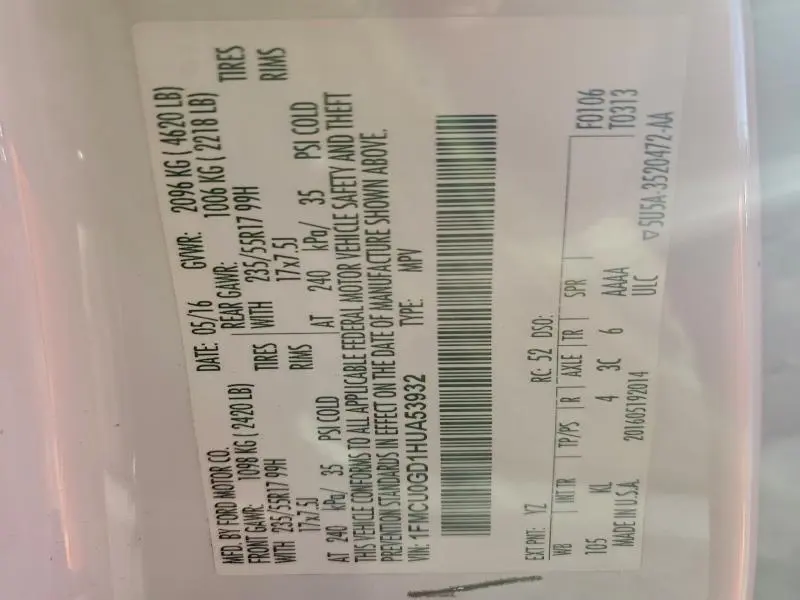 MFD. BY FORD MOTOR CO.
DATE: 05/16 GVWR: 2096 KG ( 4620 LB)
FRONT GAWR: 1098 KG ( 2420 LB) REAR GAWR: 1006 KG ( 2218 LB)
WITH 235/55R17 99H TIRES WITH 235/55R17 99H TIRES
17x7.5J RIMS 17x7.5J RIMS
AT 240 kPa/ 35 PSI COLD AT 240 kPa/ 35 PSI COLD
THIS VEHICLE CONFORMS TO ALL APPLICABLE FEDERAL MOTOR VEHICLE SAFETY AND THEFT
PREVENTION STANDARDS IN EFFECT ON THE DATE OF MANUFACTURE SHOWN ABOVE.
VIN: 1FMCU0GD1HUA53932 TYPE: MPV
EXT PNT: YZ RC: 52 DSO: F0106
WB INT TR TP/PS R AXLE TR SPR T0313
105 KL 4 3C 6 AAAA
ULC
MADE IN U.S.A. 201605192014 ▽5U5A-3520472-AA